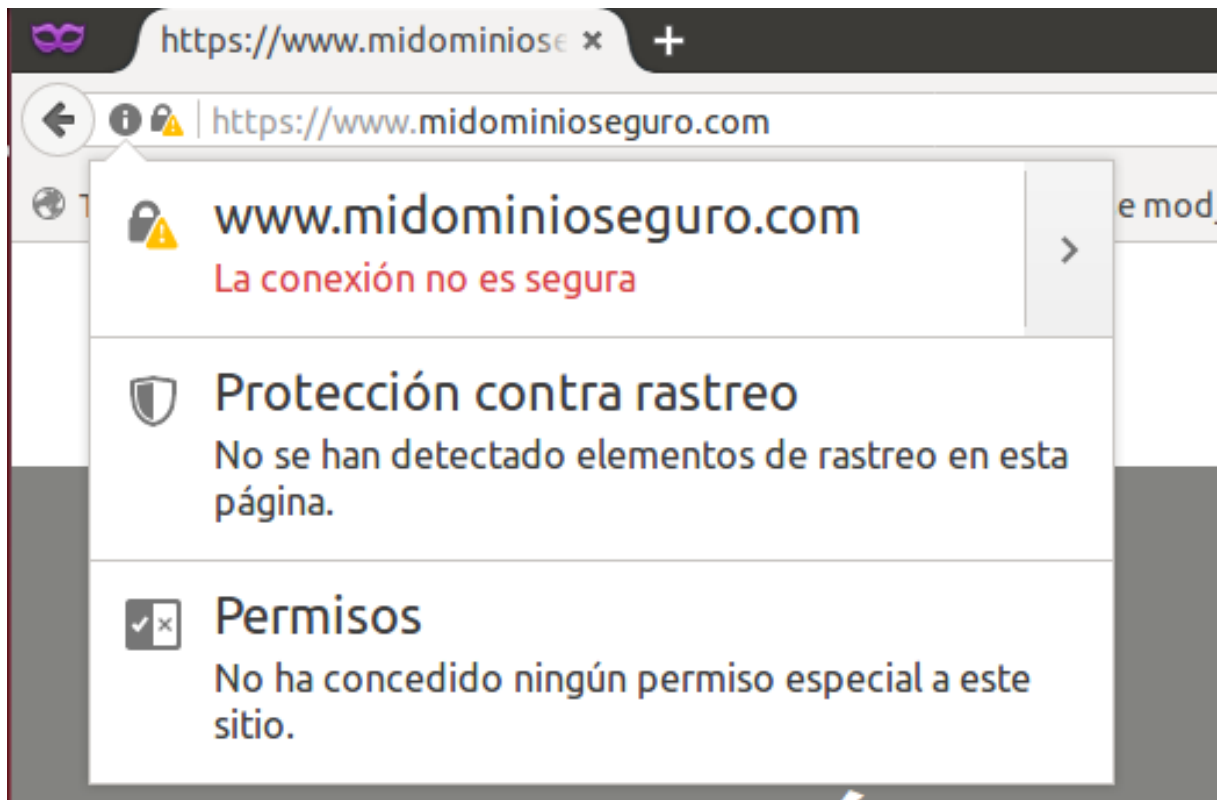 https://www.midominiose
https://www.midominioseguro.com
e mod_
www.midominioseguro.com
La conexión no es segura
Protección contra rastreo
No se han detectado elementos de rastreo en esta
página.
Permisos
No ha concedido ningún permiso especial a este
sitio.